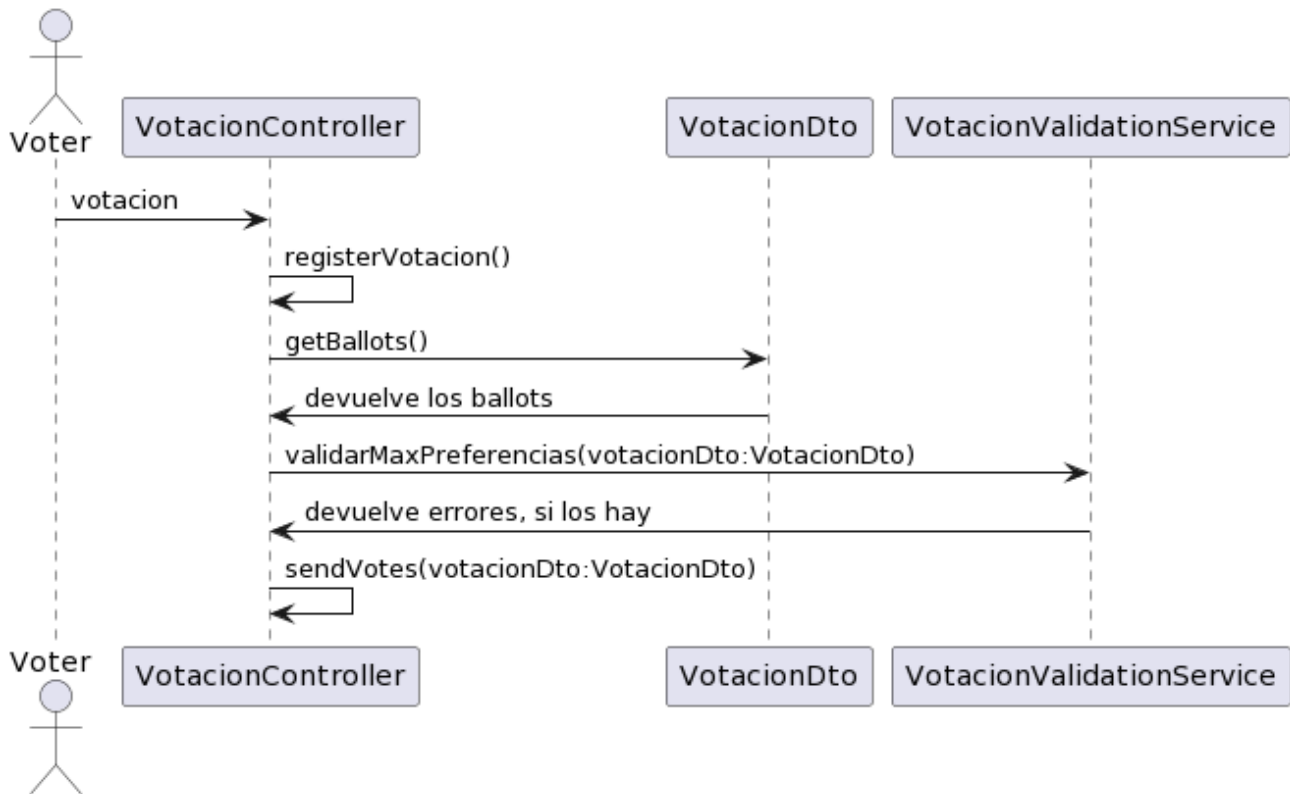 Voter
VotacionController
VotacionDto
VotacionValidationService
votacion
registerVotacion()
getBallots()
devuelve los ballots
validarMaxPreferencias(votacionDto:VotacionDto)
devuelve errores, si los hay
sendVotes(votacionDto:VotacionDto)
Voter
VotacionController
VotacionDto
VotacionValidationService